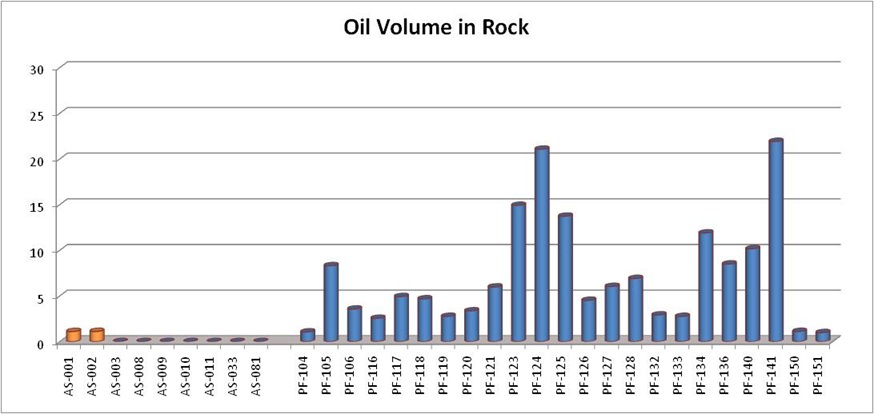 Oil Volume in Rock
30
25
20
15
10
5
0
AS-001
AS-002
AS-003
AS-008
AS-009
AS-010
AS-011
AS-033
AS-081
PF-104
PF-105
PF-106
PF-116
PF-117
PF-118
PF-119
PF-120
PF-121
PF-123
PF-124
PF-125
PF-126
PF-127
PF-128
PF-132
PF-133
PF-134
PF-136
PF-140
PF-141
PF-150
PF-151